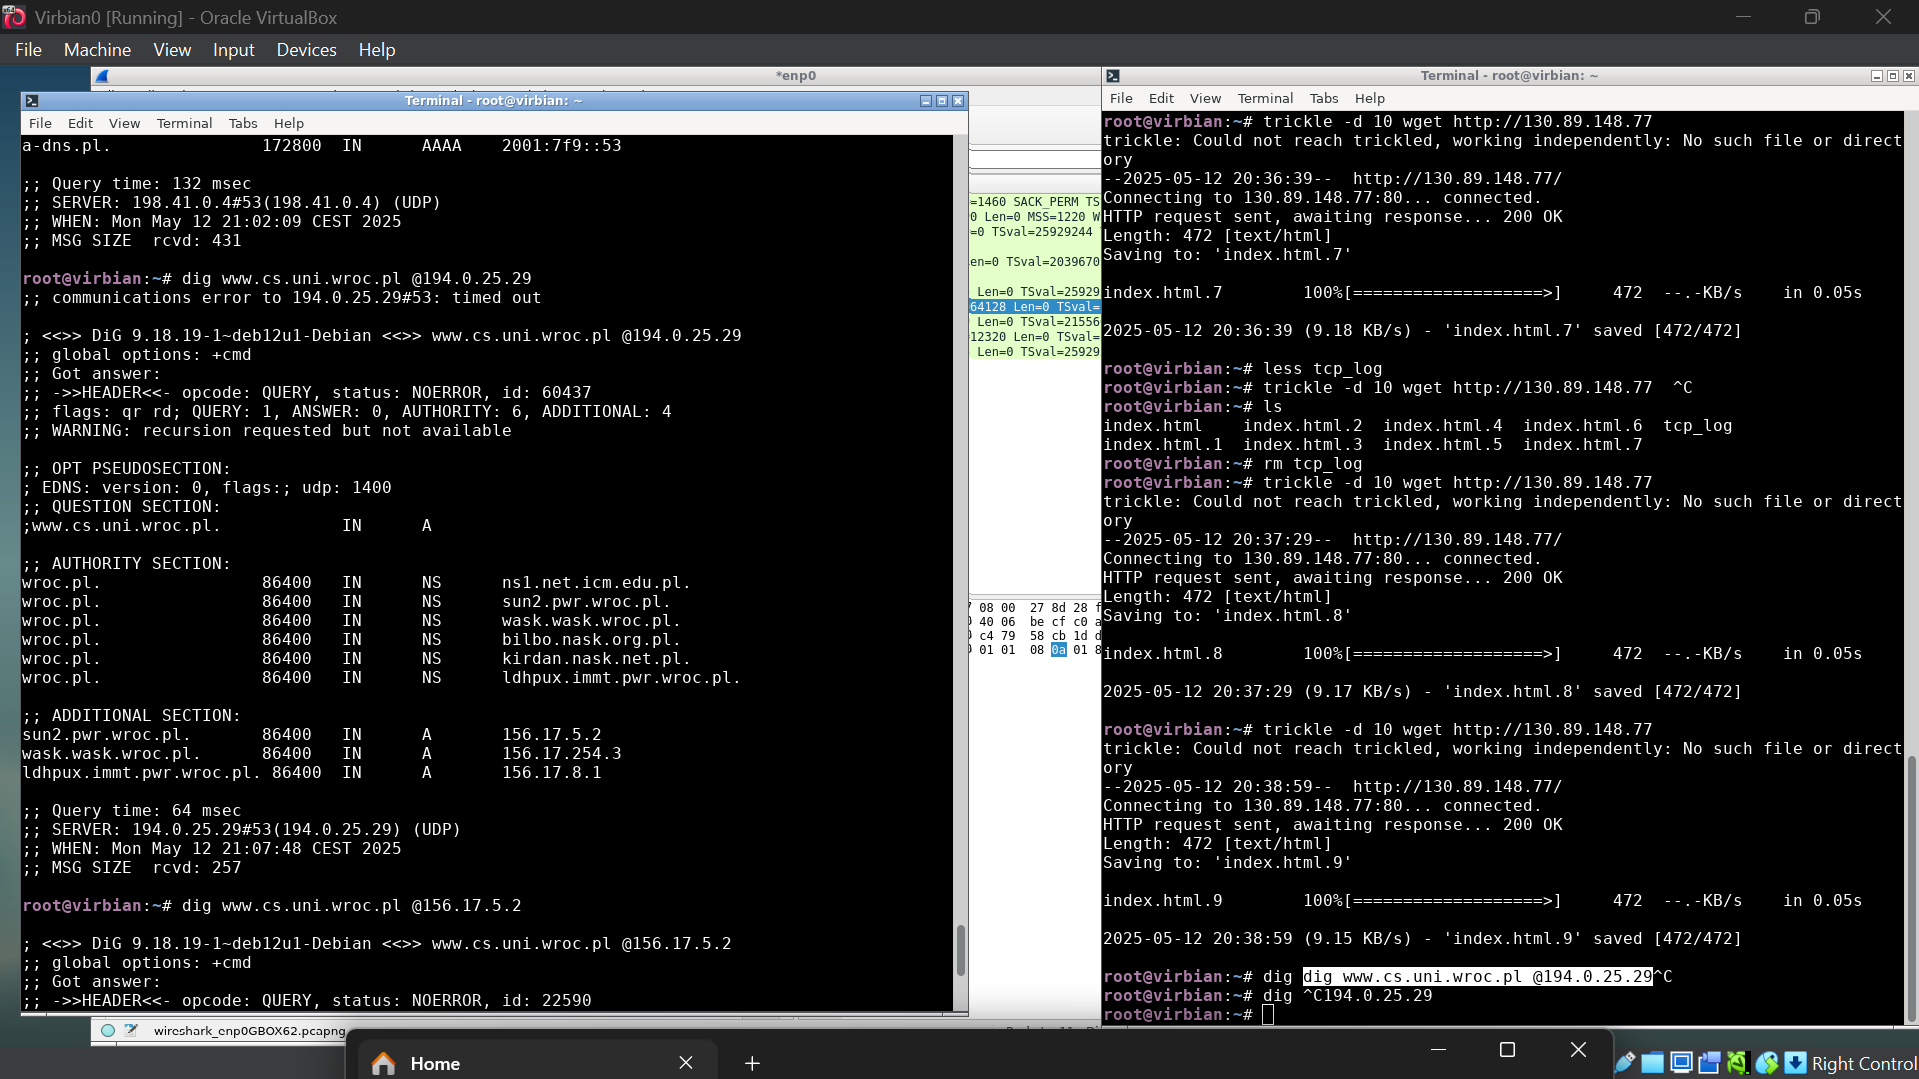 Virbian0 [Running] - Oracle VirtualBox
File Machine View Input Devices Help
*enp0
Terminal - root@virbian: ~
File Edit View Terminal Tabs Help
a-dns.pl. 172800 IN AAAA 2001:7f9::53
;; Query time: 132 msec
;; SERVER: 198.41.0.4#53(198.41.0.4) (UDP)
;; WHEN: Mon May 12 21:02:09 CEST 2025
;; MSG SIZE rcvd: 431
root@virbian:~# dig www.cs.uni.wroc.pl @194.0.25.29
;; communications error to 194.0.25.29#53: timed out
; <<>> DiG 9.18.19-1~deb12u1-Debian <<>> www.cs.uni.wroc.pl @194.0.25.29
;; global options: +cmd
;; Got answer:
;; ->>HEADER<<- opcode: QUERY, status: NOERROR, id: 60437
;; flags: qr rd; QUERY: 1, ANSWER: 0, AUTHORITY: 6, ADDITIONAL: 4
;; WARNING: recursion requested but not available
;; OPT PSEUDOSECTION:
; EDNS: version: 0, flags:; udp: 1400
;; QUESTION SECTION:
;www.cs.uni.wroc.pl. IN A
;; AUTHORITY SECTION:
wroc.pl. 86400 IN NS ns1.net.icm.edu.pl.
wroc.pl. 86400 IN NS sun2.pwr.wroc.pl.
wroc.pl. 86400 IN NS wask.wask.wroc.pl.
wroc.pl. 86400 IN NS bilbo.nask.org.pl.
wroc.pl. 86400 IN NS kirdan.nask.net.pl.
wroc.pl. 86400 IN NS ldhpux.immt.pwr.wroc.pl.
;; ADDITIONAL SECTION:
sun2.pwr.wroc.pl. 86400 IN A 156.17.5.2
wask.wask.wroc.pl. 86400 IN A 156.17.254.3
ldhpux.immt.pwr.wroc.pl. 86400 IN A 156.17.8.1
;; Query time: 64 msec
;; SERVER: 194.0.25.29#53(194.0.25.29) (UDP)
;; WHEN: Mon May 12 21:07:48 CEST 2025
;; MSG SIZE rcvd: 257
root@virbian:~# dig www.cs.uni.wroc.pl @156.17.5.2
; <<>> DiG 9.18.19-1~deb12u1-Debian <<>> www.cs.uni.wroc.pl @156.17.5.2
;; global options: +cmd
;; Got answer:
;; ->>HEADER<<- opcode: QUERY, status: NOERROR, id: 22590
=1460 SACK_PERM TS
0 Len=0 MSS=1220 W
=0 TSval=25929244
en=0 TSval=2039670
Len=0 TSval=25929
64128 Len=0 TSval=
Len=0 TSval=21556
12320 Len=0 TSval=
Len=0 TSval=25929
08 00 27 8d 28 f
40 06 be cf c0 a
c4 79 58 cb 1d d
01 01 08 0a 01 8
wireshark_enp0GBOX62.pcapng
Terminal - root@virbian: ~
File Edit View Terminal Tabs Help
root@virbian:~# trickle -d 10 wget http://130.89.148.77
trickle: Could not reach trickled, working independently: No such file or direct
ory
--2025-05-12 20:36:39-- http://130.89.148.77/
Connecting to 130.89.148.77:80... connected.
HTTP request sent, awaiting response... 200 OK
Length: 472 [text/html]
Saving to: 'index.html.7'
index.html.7 100%[===================>] 472 --.-KB/s in 0.05s
2025-05-12 20:36:39 (9.18 KB/s) - 'index.html.7' saved [472/472]
root@virbian:~# less tcp_log
root@virbian:~# trickle -d 10 wget http://130.89.148.77 ^C
root@virbian:~# ls
index.html index.html.2 index.html.4 index.html.6 tcp_log
index.html.1 index.html.3 index.html.5 index.html.7
root@virbian:~# rm tcp_log
root@virbian:~# trickle -d 10 wget http://130.89.148.77
trickle: Could not reach trickled, working independently: No such file or direct
ory
--2025-05-12 20:37:29-- http://130.89.148.77/
Connecting to 130.89.148.77:80... connected.
HTTP request sent, awaiting response... 200 OK
Length: 472 [text/html]
Saving to: 'index.html.8'
index.html.8 100%[===================>] 472 --.-KB/s in 0.05s
2025-05-12 20:37:29 (9.17 KB/s) - 'index.html.8' saved [472/472]
root@virbian:~# trickle -d 10 wget http://130.89.148.77
trickle: Could not reach trickled, working independently: No such file or direct
ory
--2025-05-12 20:38:59-- http://130.89.148.77/
Connecting to 130.89.148.77:80... connected.
HTTP request sent, awaiting response... 200 OK
Length: 472 [text/html]
Saving to: 'index.html.9'
index.html.9 100%[===================>] 472 --.-KB/s in 0.05s
2025-05-12 20:38:59 (9.15 KB/s) - 'index.html.9' saved [472/472]
root@virbian:~# dig dig www.cs.uni.wroc.pl @194.0.25.29^C
root@virbian:~# dig ^C194.0.25.29
root@virbian:~#
Home
Right Control